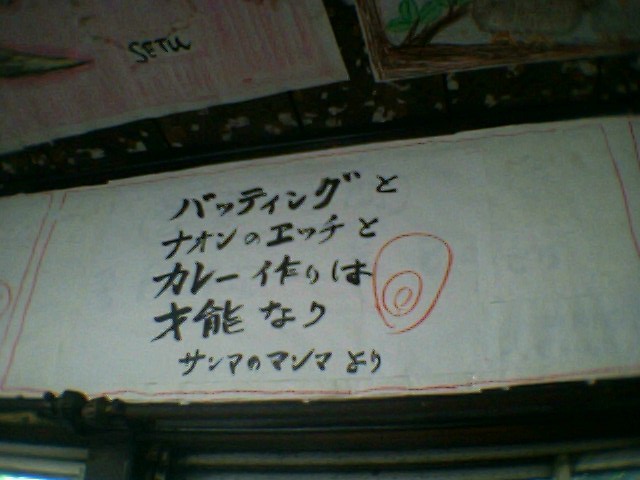 SETU
バッティングと
ナオンのエッチと
カレー作りは
才能なり
サンマのマンマより